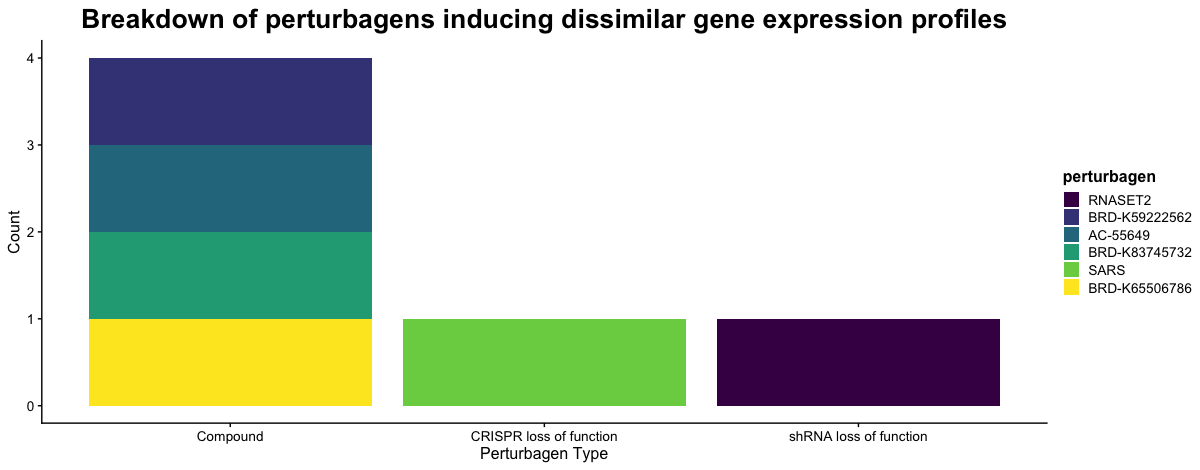 Breakdown of perturbagens inducing dissimilar gene expression profiles
4
3
2
1
0
Count
Compound
CRISPR loss of function
shRNA loss of function
Perturbagen Type
perturbagen
RNASET2
BRD-K59222562
AC-55649
BRD-K83745732
SARS
BRD-K65506786